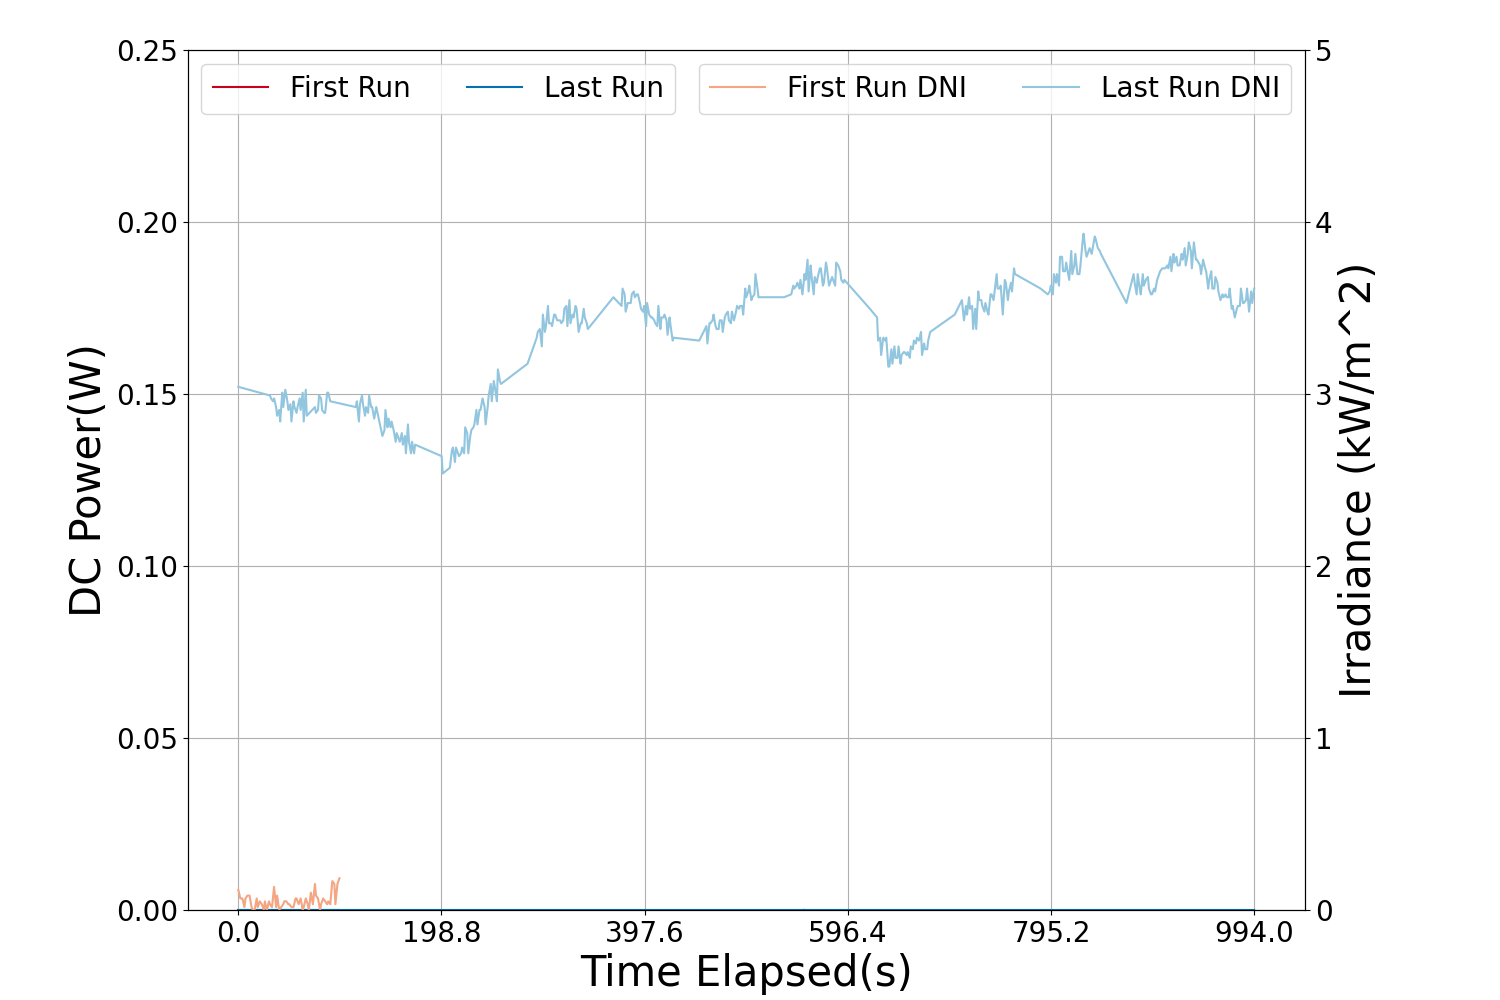 First Run
Last Run
First Run DNI
Last Run DNI
DC Power(W)
0.25
0.20
0.15
0.10
0.05
0.00
5
4
3
2
1
0
Irradiance (kW/m^2)
0.0
198.8
397.6
596.4
795.2
994.0
Time Elapsed(s)